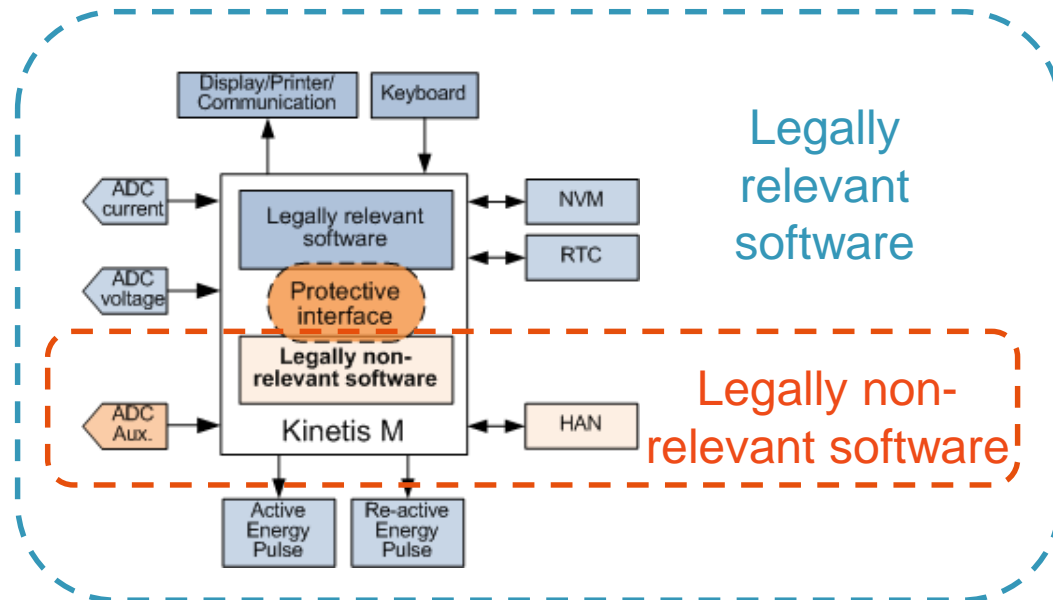 Display/Printer/
Communication
Keyboard
Legally
relevant
software
ADC
current
Legally relevant
software
NVM
RTC
ADC
voltage
Protective
interface
Legally non-
relevant software
Legally non-
relevant software
ADC
Aux.
Kinetis M
HAN
Active
Energy
Pulse
Re-active
Energy
Pulse